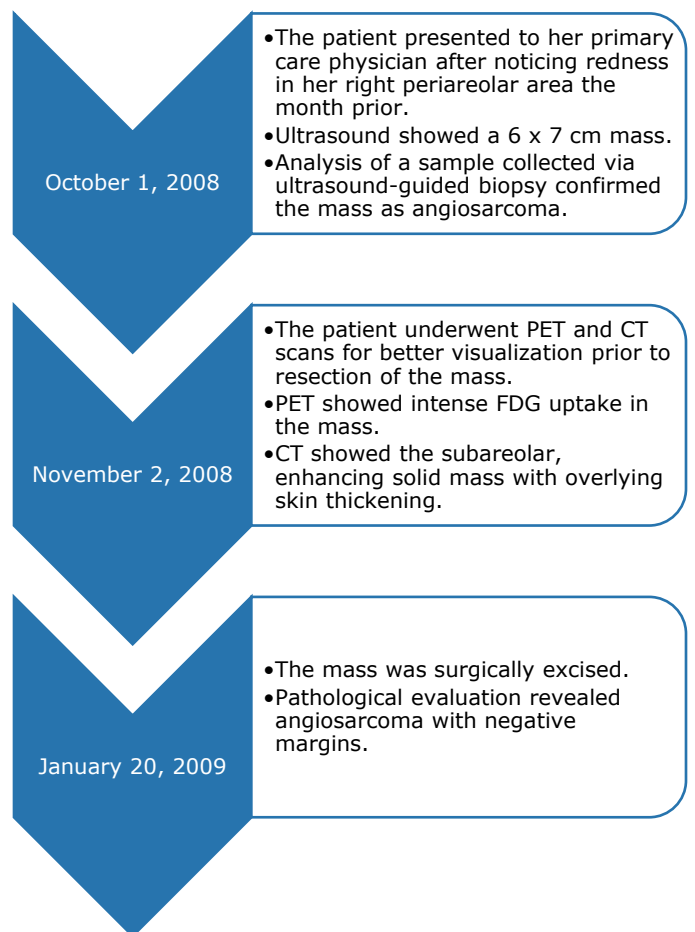 October 1, 2008
•The patient presented to her primary
care physician after noticing redness
in her right periareolar area the
month prior.
•Ultrasound showed a 6 x 7 cm mass.
•Analysis of a sample collected via
ultrasound-guided biopsy confirmed
the mass as angiosarcoma.
November 2, 2008
•The patient underwent PET and CT
scans for better visualization prior to
resection of the mass.
•PET showed intense FDG uptake in
the mass.
•CT showed the subareolar,
enhancing solid mass with overlying
skin thickening.
January 20, 2009
•The mass was surgically excised.
•Pathological evaluation revealed
angiosarcoma with negative
margins.